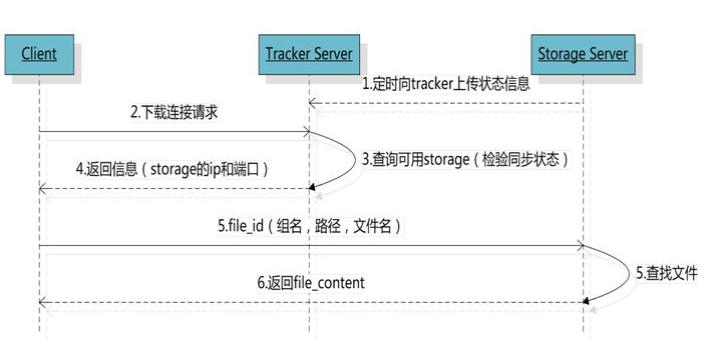 Client
Tracker Server
Storage Server
1.定时向tracker上传状态信息
2.下载连接请求
3.查询可用storage（检验同步状态）
4.返回信息（storage的ip和端口）
5.file_id（组名，路径，文件名）
5.查找文件
6.返回file_content